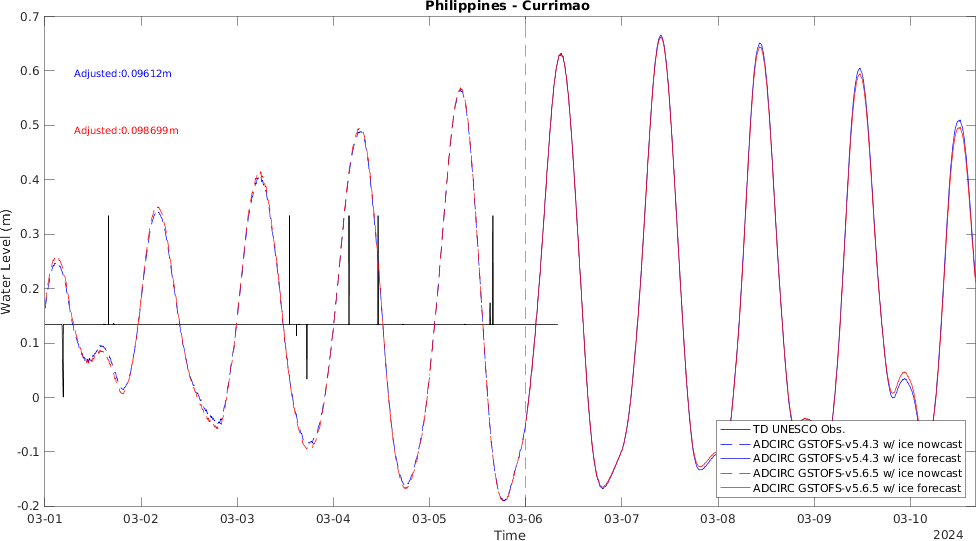 Philippines - Currimao
0.7
0.6
0.5
0.4
0.3
0.2
0.1
0
-0.1
-0.2
Water Level (m)
Adjusted:0.09612m
Adjusted:0.098699m
TD UNESCO Obs.
ADCIRC GSTOFS-v5.4.3 w/ ice nowcast
ADCIRC GSTOFS-v5.4.3 w/ ice forecast
ADCIRC GSTOFS-v5.6.5 w/ ice nowcast
ADCIRC GSTOFS-v5.6.5 w/ ice forecast
03-01 03-02 03-03 03-04 03-05 03-06 03-07 03-08 03-09 03-10
Time
2024